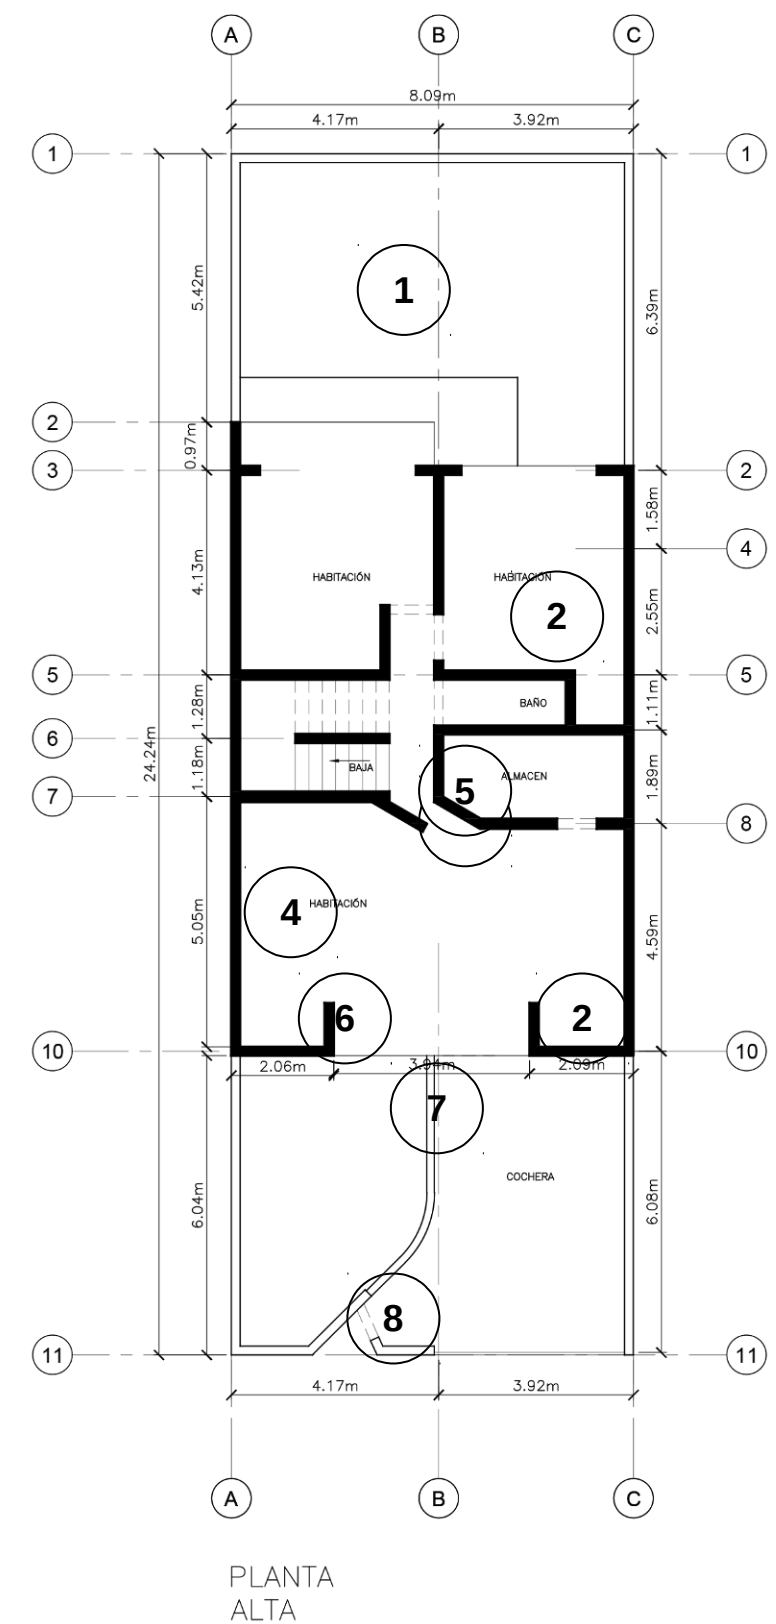 A B C
8.09m
4.17m 3.92m
1 1
5.42m
6.39m
1
2
0.97m
3 2
1.58m
4
4.13m
HABITACIÓN HABITACIÓN
2.55m
2
5 5
1.28m
BAÑO
1.11m
6
24.24m
1.18m
BAJA
ALMACEN
5
1.89m
7
8
HABITACIÓN
4
5.05m
4.59m
6 2
10 10
2.06m 3.94m 2.09m
7
COCHERA
6.04m
6.08m
8
11 11
4.17m 3.92m
A B C
PLANTA
ALTA